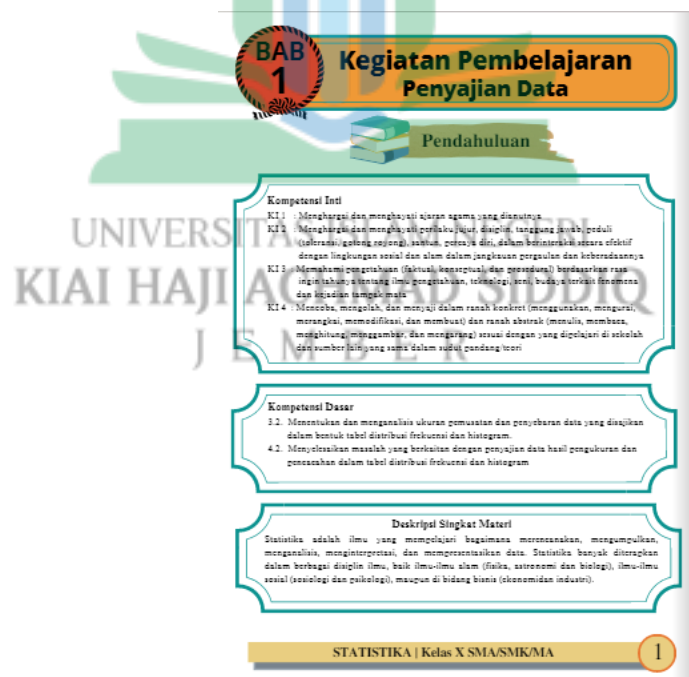 BAB
1
Kegiatan Pembelajaran
Penyajian Data
Pendahuluan
Kompetensi Inti
KI 1 : Menghargai dan menghayati ajaran agama yang dianutnya
KI 2 : Menghargai dan menghayati perilaku jujur, disiplin, tanggung jawab, peduli
(toleransi/gotong royong), santun, percaya diri, dalam berinteraksi secara efektif
dengan lingkungan sosial dan alam dalam jangkauan pergaulan dan keberadaannya
KI 3 : Memahami pengetahuan (faktual, konseptual, dan prosedural) berdasarkan rasa
ingin tahunya tentang ilmu pengetahuan, teknologi, seni, budaya terkait fenomena
dan kejadian tampak mata
KI 4 : Mencoba, mengolah, dan menyaji dalam ranah konkret (menggunakan, mengurai,
merangkai, memodifikasi, dan membuat) dan ranah abstrak (menulis, membaca,
menghitung, menggambar, dan mengarang) sesuai dengan yang dipelajari di sekolah
dan sumber lain yang sama dalam sudut pandang/teori
UNIVERSITAS ISLAM NEGERI
KIAI HAJI ACHMAD SIDDIQ
JEMBER
Kompetensi Dasar
3.2. Menentukan dan menganalisis ukuran pemusatan dan penyebaran data yang disajikan
dalam bentuk tabel distribusi frekuensi dan histogram.
4.2. Menyelesaikan masalah yang berkaitan dengan penyajian data hasil pengukuran dan
pencacahan dalam tabel distribusi frekuensi dan histogram
Deskripsi Singkat Materi
Statistika adalah ilmu yang mempelajari bagaimana merencanakan, mengumpulkan,
menganalisis, menginterpretasi, dan mempresentasikan data. Statistika banyak diterapkan
dalam berbagai disiplin ilmu, baik ilmu-ilmu alam (fisika, astronomi dan biologi), ilmu-ilmu
sosial (sosiologi dan psikologi), maupun di bidang bisnis (ekonomidan industri).
STATISTIKA | Kelas X SMA/SMK/MA
1